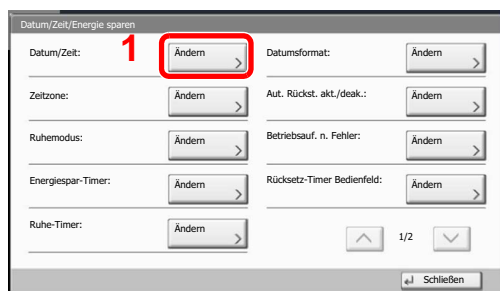 Datum/Zeit/Energie sparen
Datum/Zeit: 1 Ändern Datumsformat: Ändern
Zeitzone: Ändern Aut. Rückst. akt./deak.: Ändern
Ruhemodus: Ändern Betriebsauf. n. Fehler: Ändern
Energiespar-Timer: Ändern Rücksetz-Timer Bedienfeld: Ändern
Ruhe-Timer: Ändern 1/2
Schließen